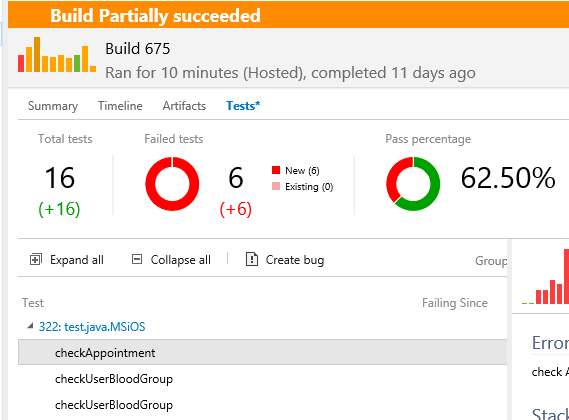 Build Partially succeeded
Build 675
Ran for 10 minutes (Hosted), completed 11 days ago
Summary Timeline Artifacts Tests*
Total tests Failed tests Pass percentage
16 6 62.50%
(+16) (+6)
New (6)
Existing (0)
Expand all Collapse all Create bug Group
Test Failing Since
322: test.java.MSiOS
checkAppointment
checkUserBloodGroup
checkUserBloodGroup
Error
check A
Stack